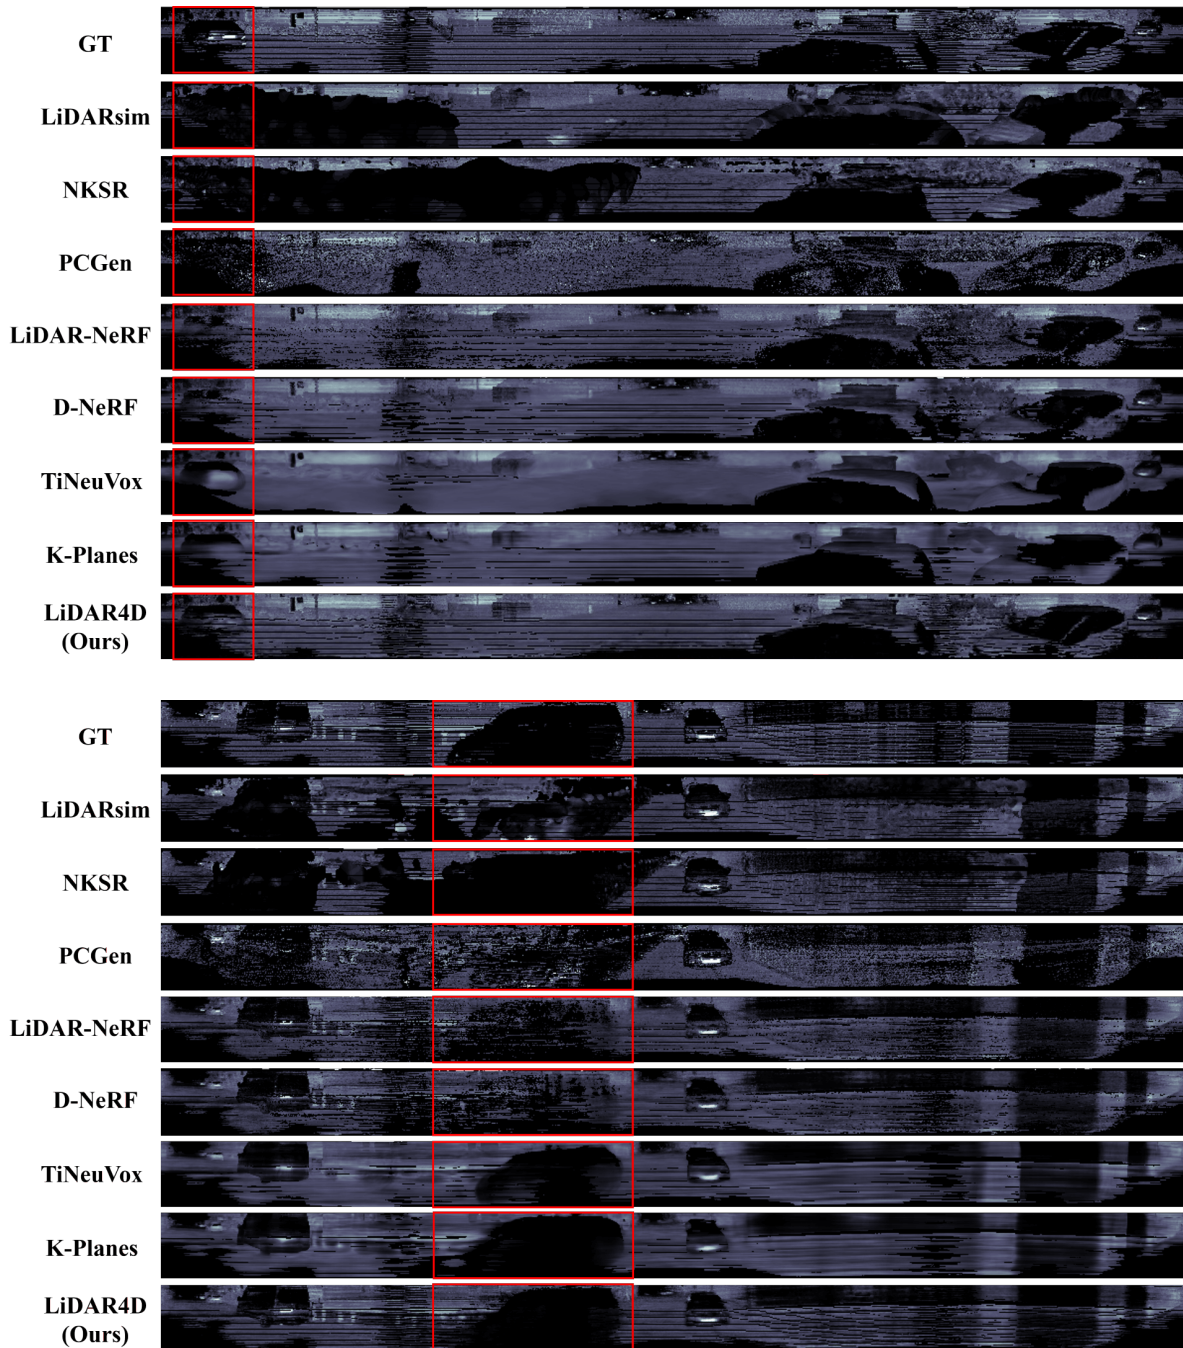 GT
LiDARsim
NKSR
PCGen
LiDAR-NeRF
D-NeRF
TiNeuVox
K-Planes
LiDAR4D
(Ours)
GT
LiDARsim
NKSR
PCGen
LiDAR-NeRF
D-NeRF
TiNeuVox
K-Planes
LiDAR4D
(Ours)